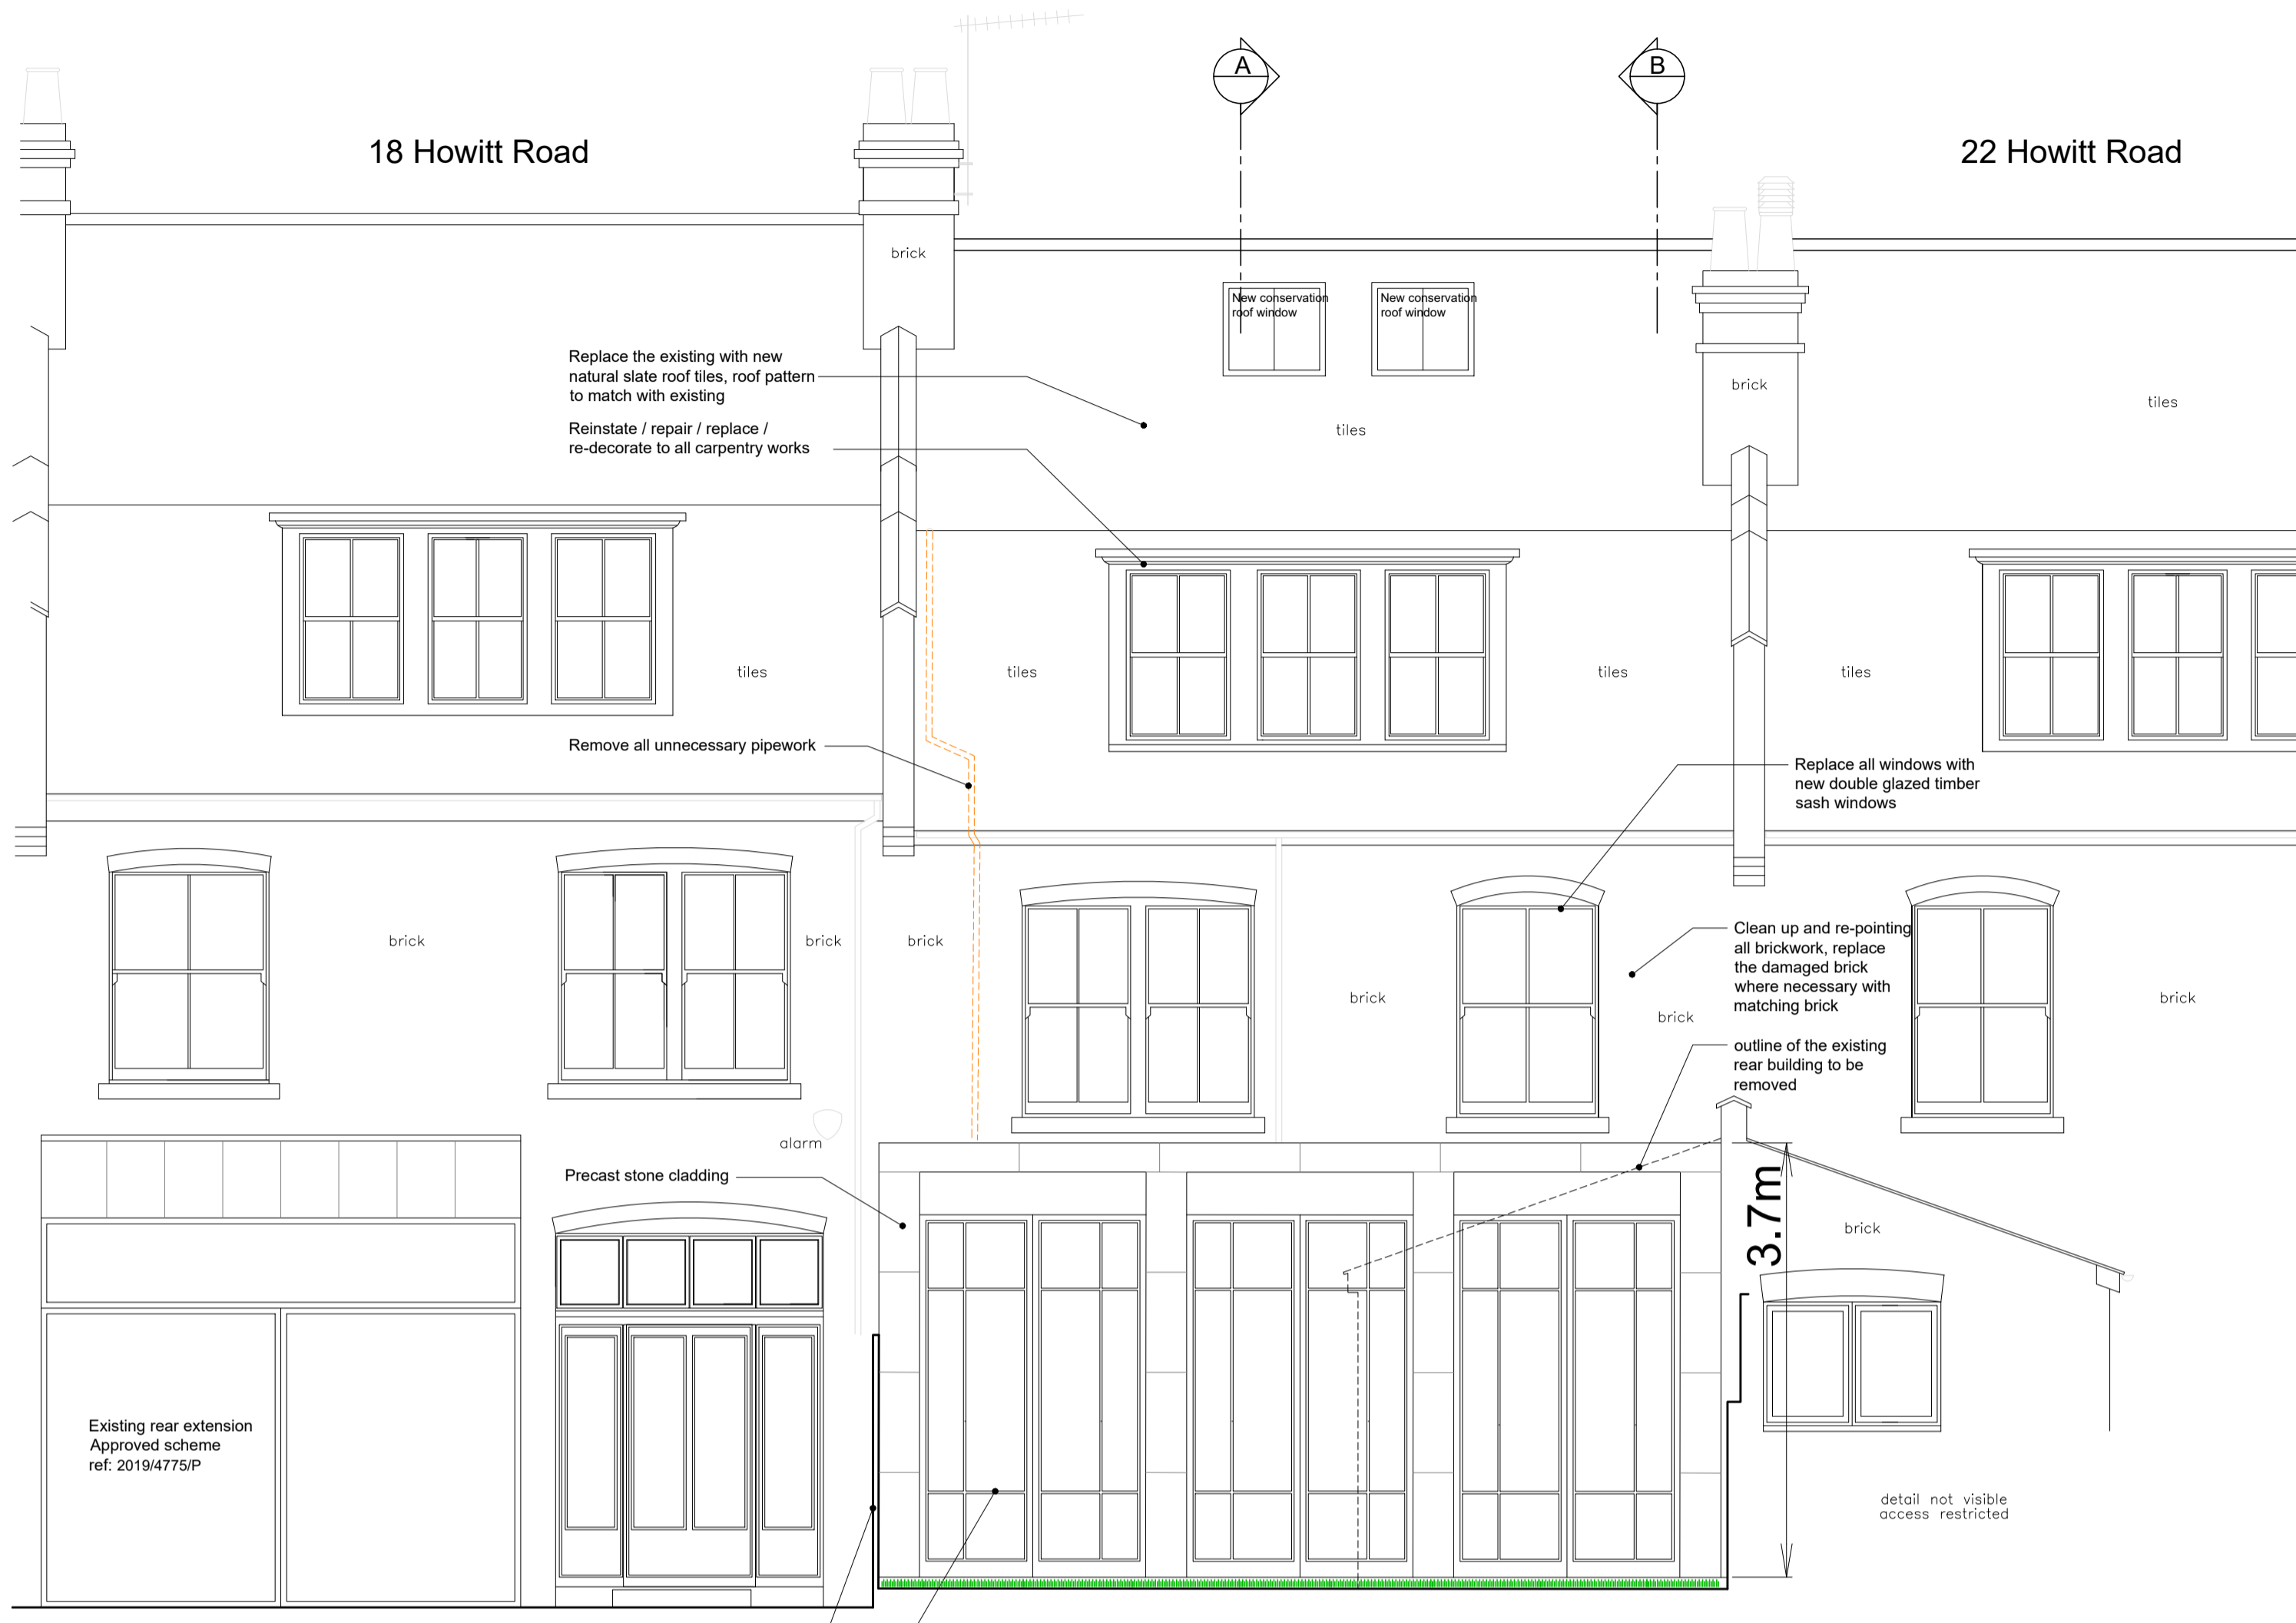 A
B
18 Howitt Road
22 Howitt Road
brick
New conservation
roof window
New conservation
roof window
Replace the existing with new
natural slate roof tiles, roof pattern
to match with existing
brick
tiles
Reinstate / repair / replace /
re-decorate to all carpentry works
tiles
tiles
tiles
tiles
tiles
Remove all unnecessary pipework
Replace all windows with
new double glazed timber
sash windows
brick
brick
brick
Clean up and re-pointing
all brickwork, replace
the damaged brick
where necessary with
matching brick
brick
brick
brick
outline of the existing
rear building to be
removed
alarm
Precast stone cladding
3.7m
brick
Existing rear extension
Approved scheme
ref: 2019/4775/P
detail not visible
access restricted